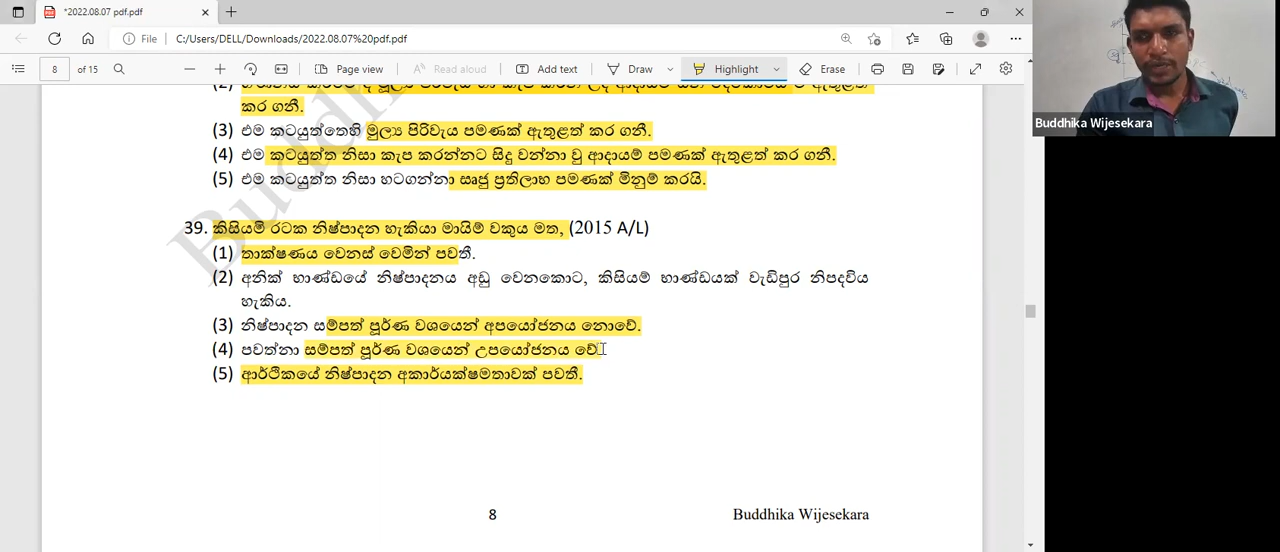 *2022.08.07 pdf.pdf
File C:/Users/DELL/Downloads/2022.08.07%20pdf.pdf
8 of 15 Page view Read aloud Add text Draw Highlight Erase
Buddhika Wijesekara
කර ගනී.
(3) එම කටයුත්තෙහි මුල්‍ය පිරිවැය පමණක් ඇතුළත් කර ගනී.
(4) එම කටයුත්ත නිසා කැප කරන්නට සිදු වන්නා වූ ආදායම් පමණක් ඇතුළත් කර ගනී.
(5) එම කටයුත්ත නිසා හටගන්නා සෘජු ප්‍රතිලාභ පමණක් මිනුම් කරයි.
39. කිසියම් රටක නිෂ්පාදන හැකියා මායිම් වක්‍රය මත, (2015 A/L)
(1) තාක්ෂණය වෙනස් වෙමින් පවතී.
(2) අනික් භාණ්ඩයේ නිෂ්පාදනය අඩු වෙනකොට, කිසියම් භාණ්ඩයක් වැඩිපුර නිපදවිය
හැකිය.
(3) නිෂ්පාදන සම්පත් පූර්ණ වශයෙන් උපයෝජනය නොවේ.
(4) පවත්නා සම්පත් පූර්ණ වශයෙන් උපයෝජනය වේ
(5) ආර්ථිකයේ නිෂ්පාදන අකාර්යක්ෂමතාවක් පවතී.
8 Buddhika Wijesekara